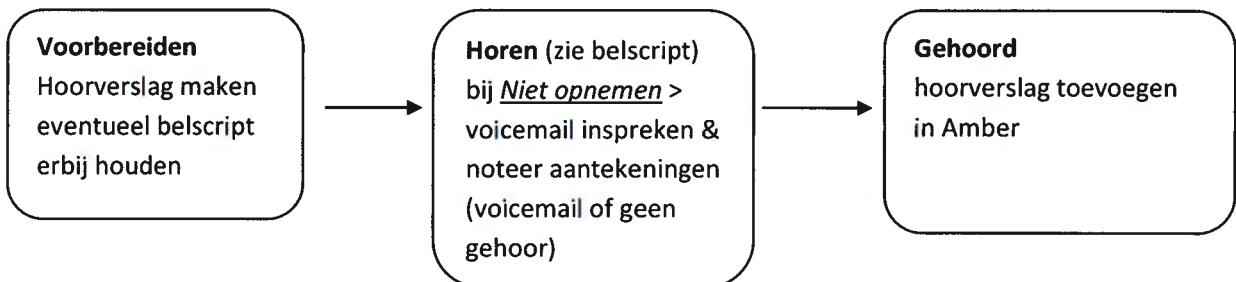 Voorbereiden
Hoorverslag maken
eventueel belscript
erbij houden
Horen (zie belscript)
bij Niet opnemen >
voicemail inspreken &
noteer aantekeningen
(voicemail of geen
gehoor)
Gehoord
hoorverslag toevoegen
in Amber